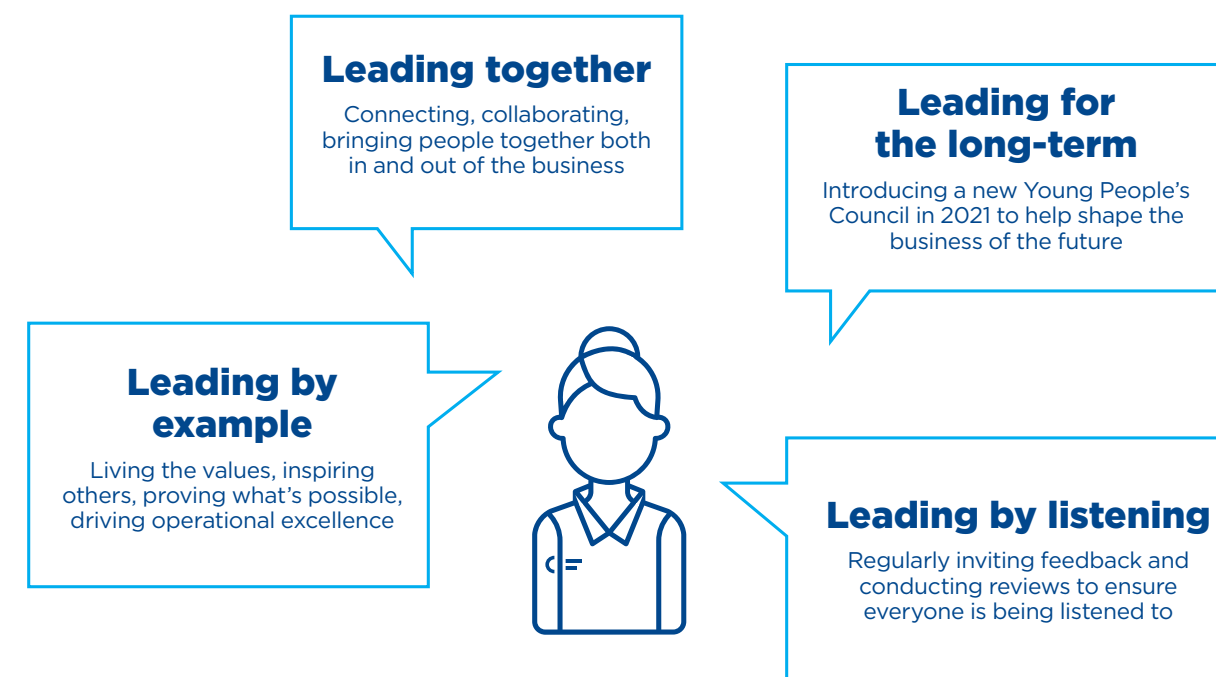 Leading together
Connecting, collaborating,
bringing people together both
in and out of the business
Leading for
the long-term
Introducing a new Young People’s
Council in 2021 to help shape the
business of the future
Leading by
example
Living the values, inspiring
others, proving what’s possible,
driving operational excellence
Leading by listening
Regularly inviting feedback and
conducting reviews to ensure
everyone is being listened to